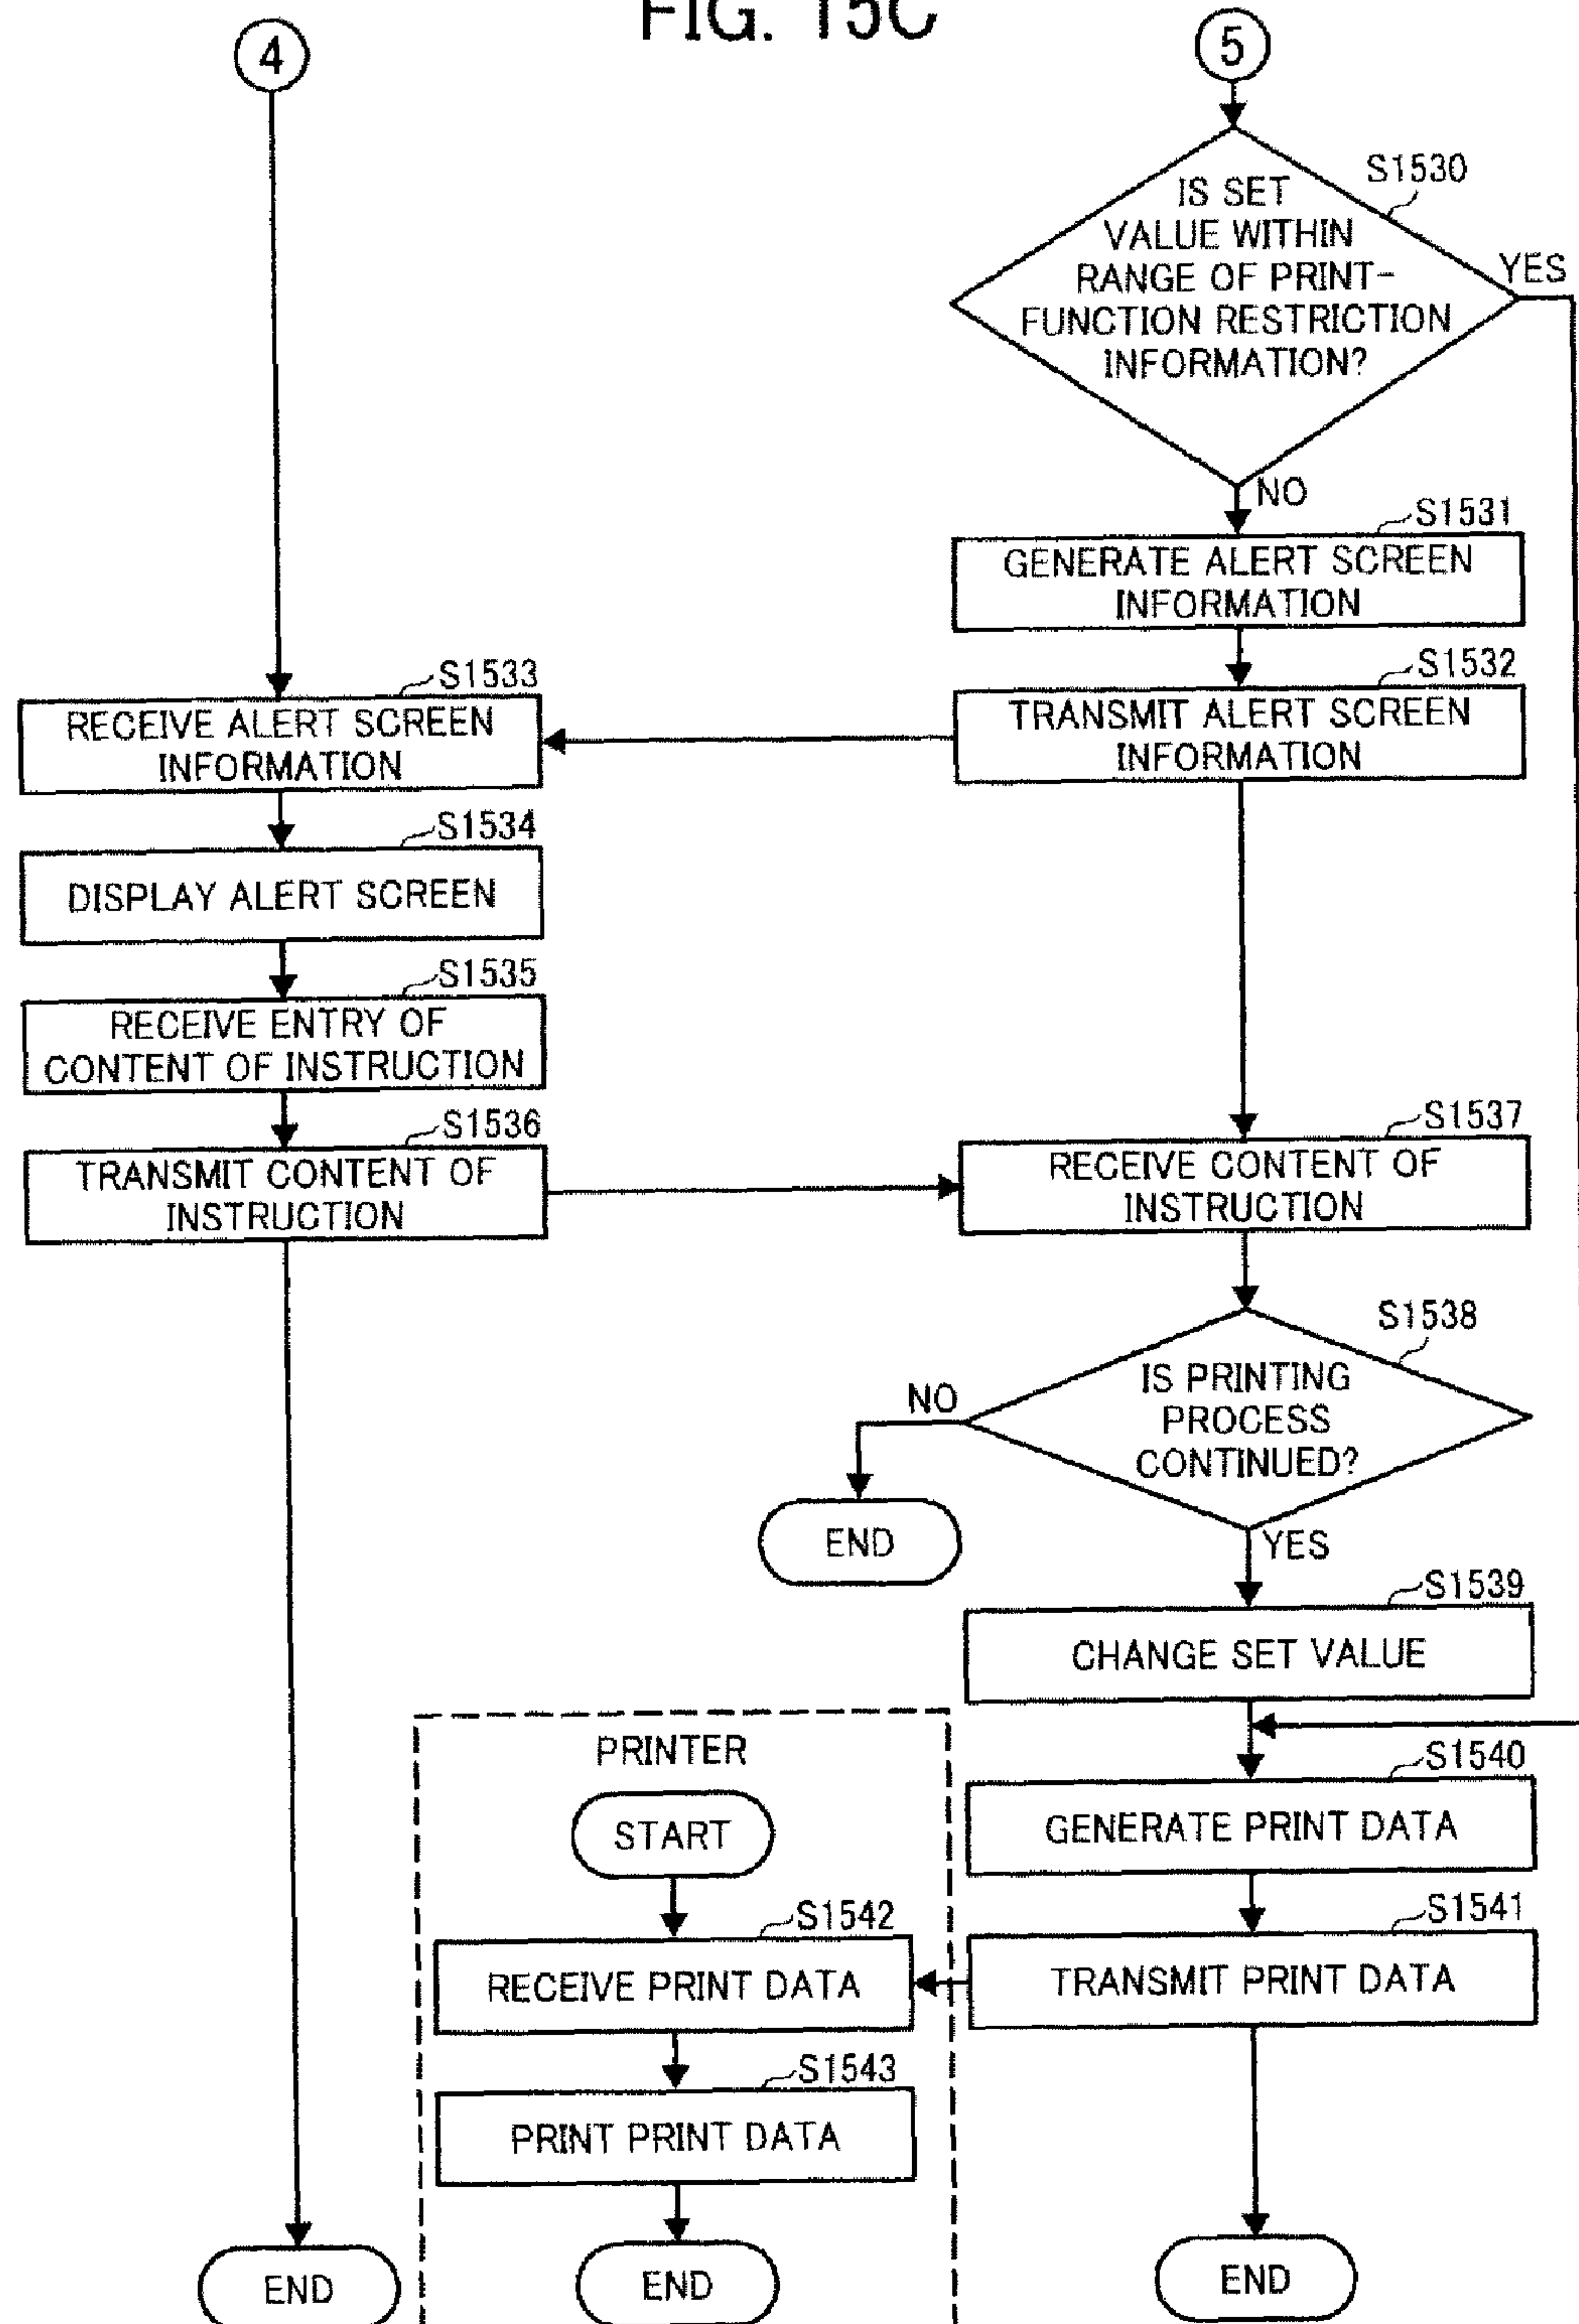 FIG. 15C
4
5
S1530
IS SET
VALUE WITHIN
RANGE OF PRINT-
FUNCTION RESTRICTION
INFORMATION?
YES
NO
S1531
GENERATE ALERT SCREEN
INFORMATION
S1532
TRANSMIT ALERT SCREEN
INFORMATION
S1533
RECEIVE ALERT SCREEN
INFORMATION
S1534
DISPLAY ALERT SCREEN
S1535
RECEIVE ENTRY OF
CONTENT OF INSTRUCTION
S1536
TRANSMIT CONTENT OF
INSTRUCTION
S1537
RECEIVE CONTENT OF
INSTRUCTION
S1538
IS PRINTING
PROCESS
CONTINUED?
NO
END
YES
S1539
CHANGE SET VALUE
S1540
GENERATE PRINT DATA
S1541
TRANSMIT PRINT DATA
PRINTER
START
S1542
RECEIVE PRINT DATA
S1543
PRINT PRINT DATA
END
END
END